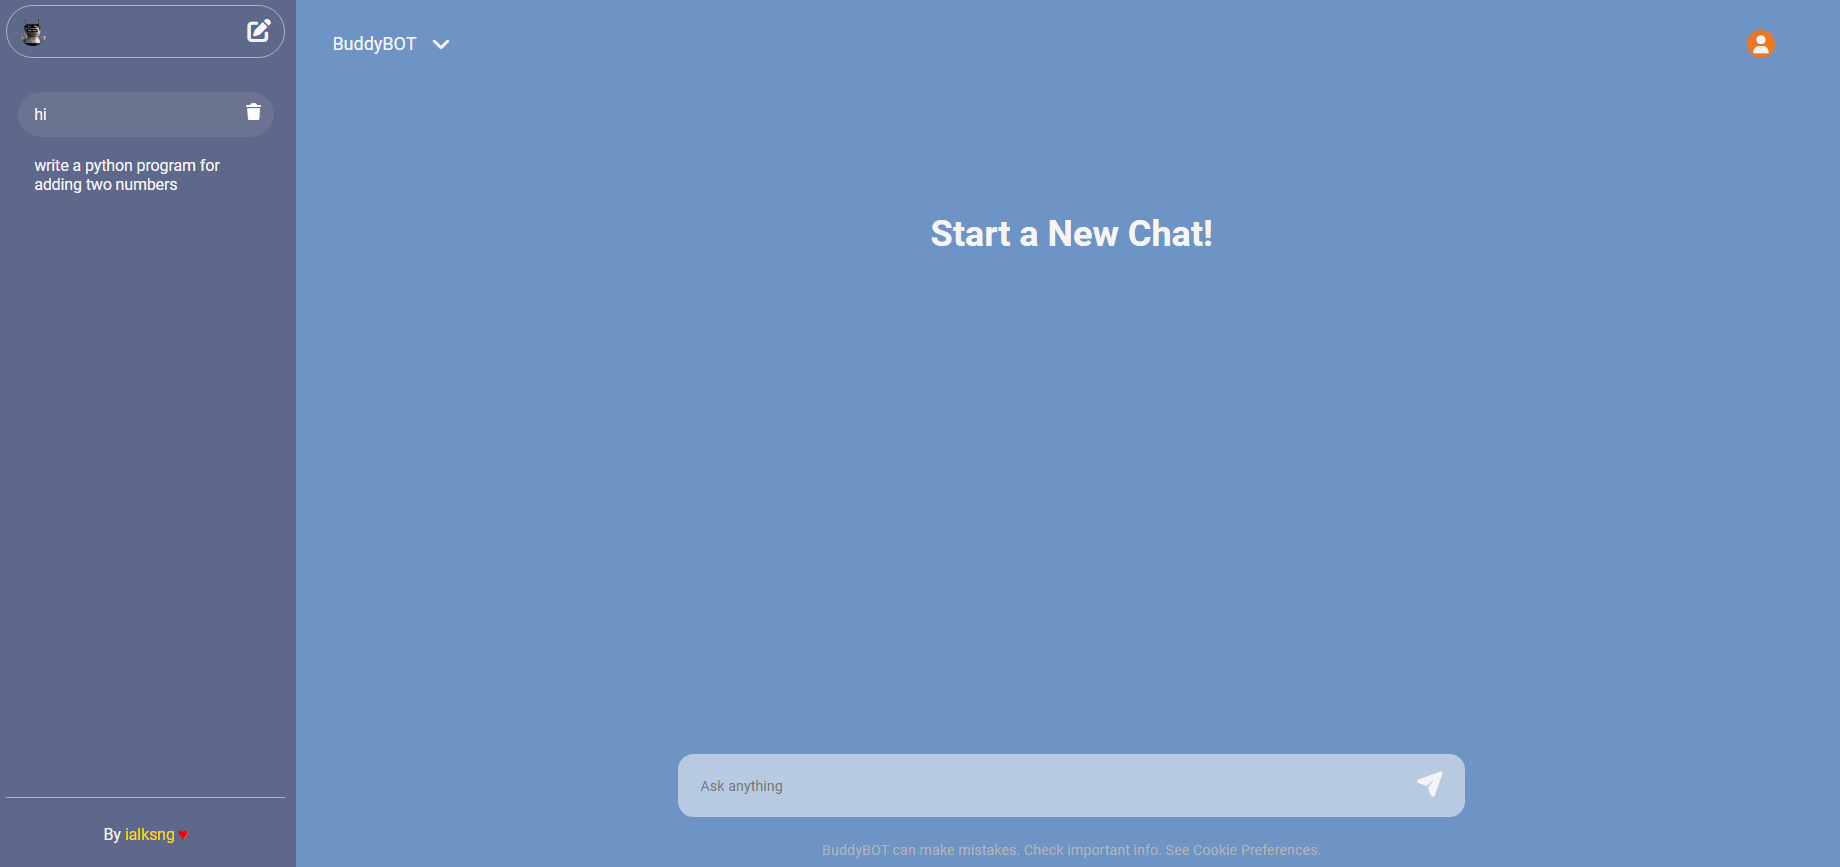 BuddyBOT
hi
write a python program for
adding two numbers
Start a New Chat!
Ask anything
By ialksng ♥
BuddyBOT can make mistakes. Check important info. See Cookie Preferences.